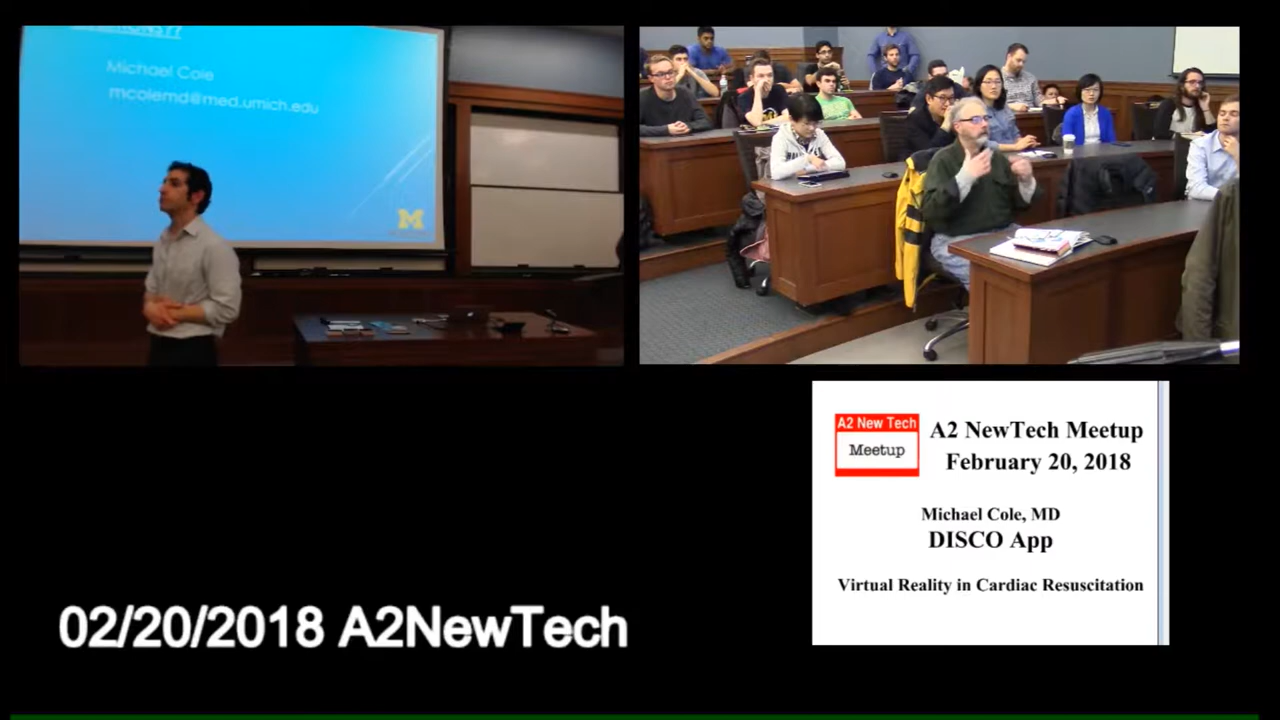 Michael Cole
mcolemd@med.umich.edu
M
A2 New Tech
Meetup
A2 NewTech Meetup
February 20, 2018
Michael Cole, MD
DISCO App
Virtual Reality in Cardiac Resuscitation
02/20/2018 A2NewTech